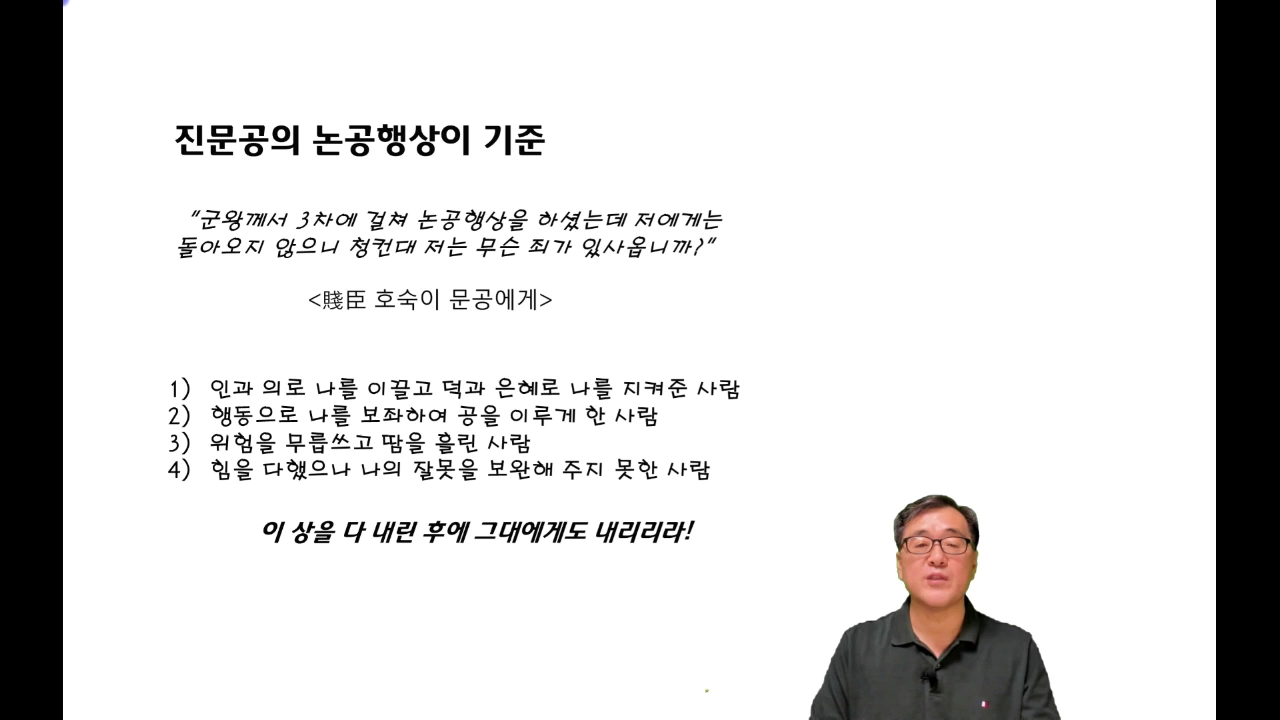 진문공의 논공행상이 기준
"군왕께서 3차에 걸쳐 논공행상을 하셨는데 저에게는
돌아오지 않으니 청컨대 저는 무슨 죄가 있사옵니까?"
<賤臣 호숙이 문공에게>
1) 인과 의로 나를 이끌고 덕과 은혜로 나를 지켜준 사람
2) 행동으로 나를 보좌하여 공을 이루게 한 사람
3) 위험을 무릅쓰고 땀을 흘린 사람
4) 힘을 다했으나 나의 잘못을 보완해 주지 못한 사람
이 상을 다 내린 후에 그대에게도 내리리라!